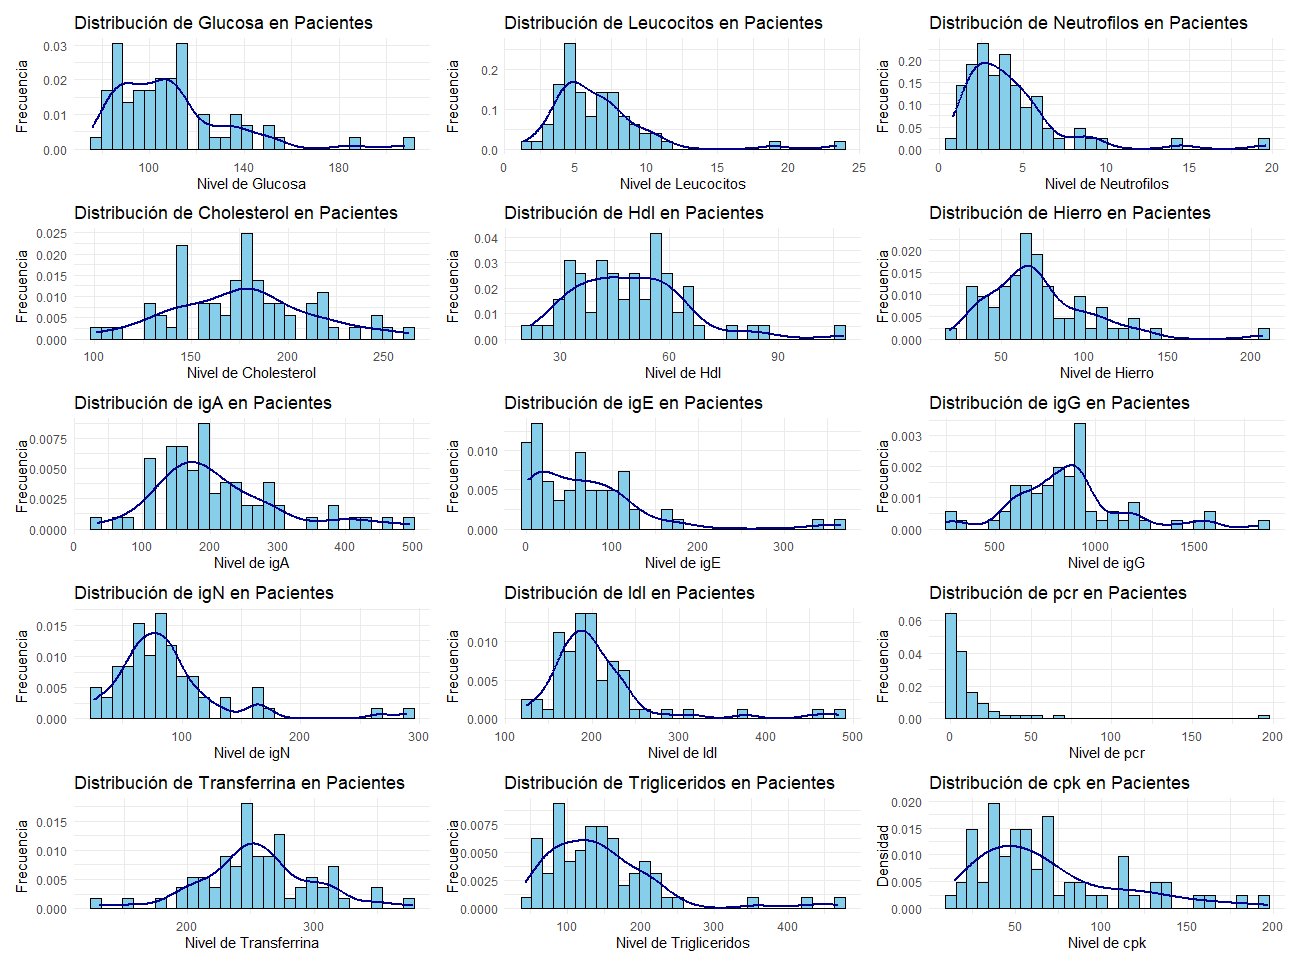 Distribución de Glucosa en Pacientes
Frecuencia
0.03
0.02
0.01
0.00
100
140
180
Nivel de Glucosa
Distribución de Leucocitos en Pacientes
Frecuencia
0.2
0.1
0.0
0
5
10
15
20
25
Nivel de Leucocitos
Distribución de Neutrofilos en Pacientes
Frecuencia
0.20
0.15
0.10
0.05
0.00
0
5
10
15
20
Nivel de Neutrofilos
Distribución de Cholesterol en Pacientes
Frecuencia
0.025
0.020
0.015
0.010
0.005
0.000
100
150
200
250
Nivel de Cholesterol
Distribución de Hdl en Pacientes
Frecuencia
0.04
0.03
0.02
0.01
0.00
30
60
90
Nivel de Hdl
Distribución de Hierro en Pacientes
Frecuencia
0.020
0.015
0.010
0.005
0.000
50
100
150
200
Nivel de Hierro
Distribución de igA en Pacientes
Frecuencia
0.0075
0.0050
0.0025
0.0000
0
100
200
300
400
500
Nivel de igA
Distribución de igE en Pacientes
Frecuencia
0.010
0.005
0.000
0
100
200
300
Nivel de igE
Distribución de igG en Pacientes
Frecuencia
0.003
0.002
0.001
0.000
500
1000
1500
Nivel de igG
Distribución de igN en Pacientes
Frecuencia
0.015
0.010
0.005
0.000
100
200
300
Nivel de igN
Distribución de ldl en Pacientes
Frecuencia
0.010
0.005
0.000
100
200
300
400
500
Nivel de ldl
Distribución de pcr en Pacientes
Frecuencia
0.06
0.04
0.02
0.00
0
50
100
150
200
Nivel de pcr
Distribución de Transferrina en Pacientes
Frecuencia
0.015
0.010
0.005
0.000
200
300
Nivel de Transferrina
Distribución de Trigliceridos en Pacientes
Frecuencia
0.0075
0.0050
0.0025
0.0000
100
200
300
400
Nivel de Trigliceridos
Distribución de cpk en Pacientes
Densidad
0.020
0.015
0.010
0.005
0.000
50
100
150
200
Nivel de cpk